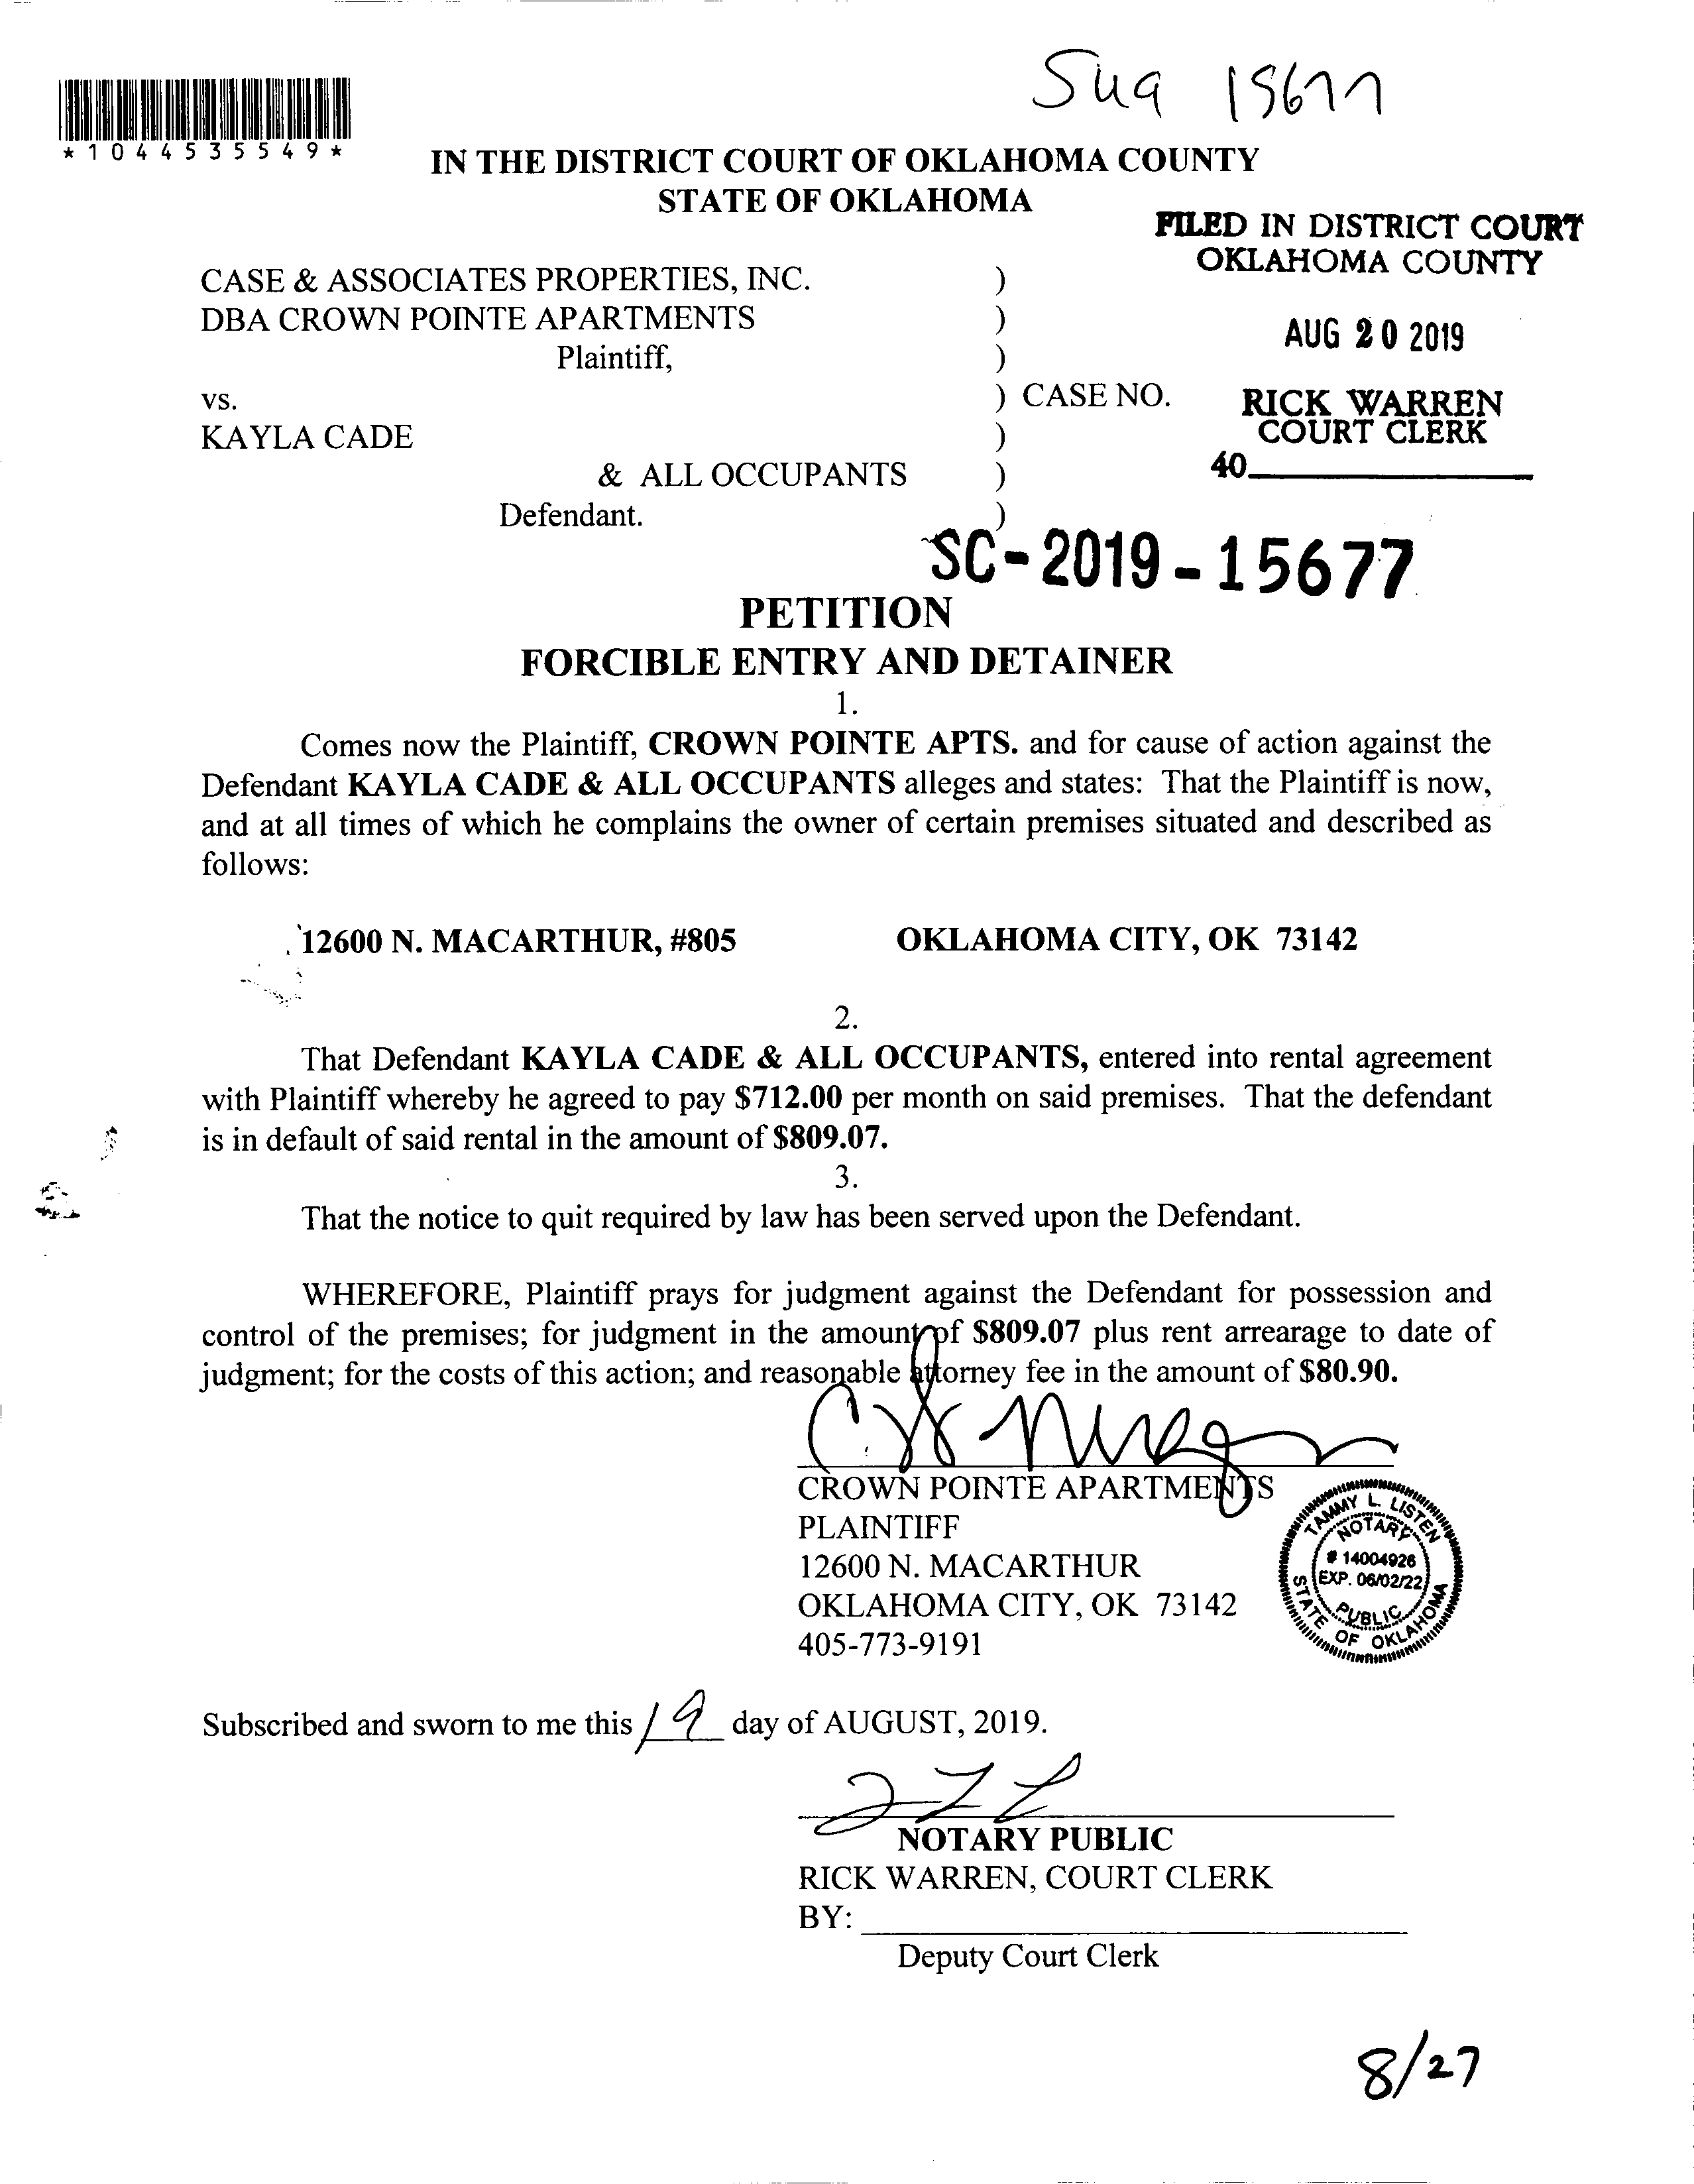 15677
*1044535549*
IN THE DISTRICT COURT OF OKLAHOMA COUNTY
STATE OF OKLAHOMA
FILED IN DISTRICT COURT
OKLAHOMA COUNTY
CASE & ASSOCIATES PROPERTIES, INC. )
DBA CROWN POINTE APARTMENTS )
AUG 20 2019
Plaintiff, )
vs. ) CASE NO.
RICK WARREN
COURT CLERK
KAYLA CADE )
40
& ALL OCCUPANTS )
Defendant. )
SC-2019-15677
PETITION
FORCIBLE ENTRY AND DETAINER
1.
Comes now the Plaintiff, CROWN POINTE APTS. and for cause of action against the
Defendant KAYLA CADE & ALL OCCUPANTS alleges and states: That the Plaintiff is now,
and at all times of which he complains the owner of certain premises situated and described as
follows:
12600 N. MACARTHUR, #805 OKLAHOMA CITY, OK 73142
2.
That Defendant KAYLA CADE & ALL OCCUPANTS, entered into rental agreement
with Plaintiff whereby he agreed to pay $712.00 per month on said premises. That the defendant
is in default of said rental in the amount of $809.07.
3.
That the notice to quit required by law has been served upon the Defendant.
WHEREFORE, Plaintiff prays for judgment against the Defendant for possession and
control of the premises; for judgment in the amount of $809.07 plus rent arrearage to date of
judgment; for the costs of this action; and reasonable attorney fee in the amount of $80.90.
CROWN POINTE APARTMENTS
PLAINTIFF
12600 N. MACARTHUR
OKLAHOMA CITY, OK 73142
405-773-9191
TAMMY L. LISTEN
NOTARY
# 14004926
EXP. 06/02/22
PUBLIC
STATE OF OKLAHOMA
Subscribed and sworn to me this 19 day of AUGUST, 2019.
NOTARY PUBLIC
RICK WARREN, COURT CLERK
BY:
Deputy Court Clerk
8/27